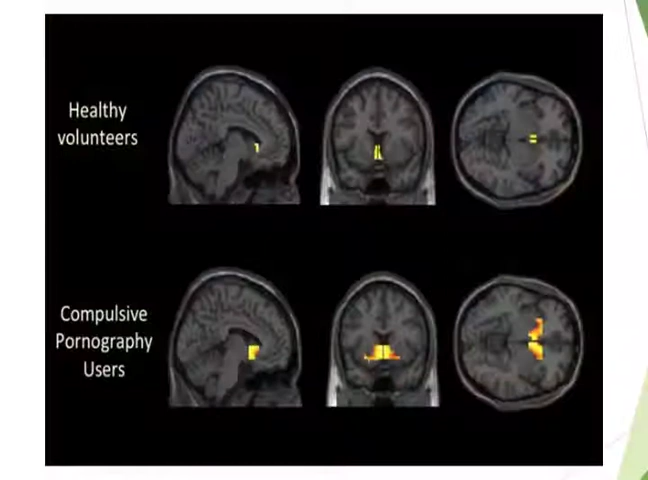 Healthy
volunteers
Compulsive
Pornography
Users